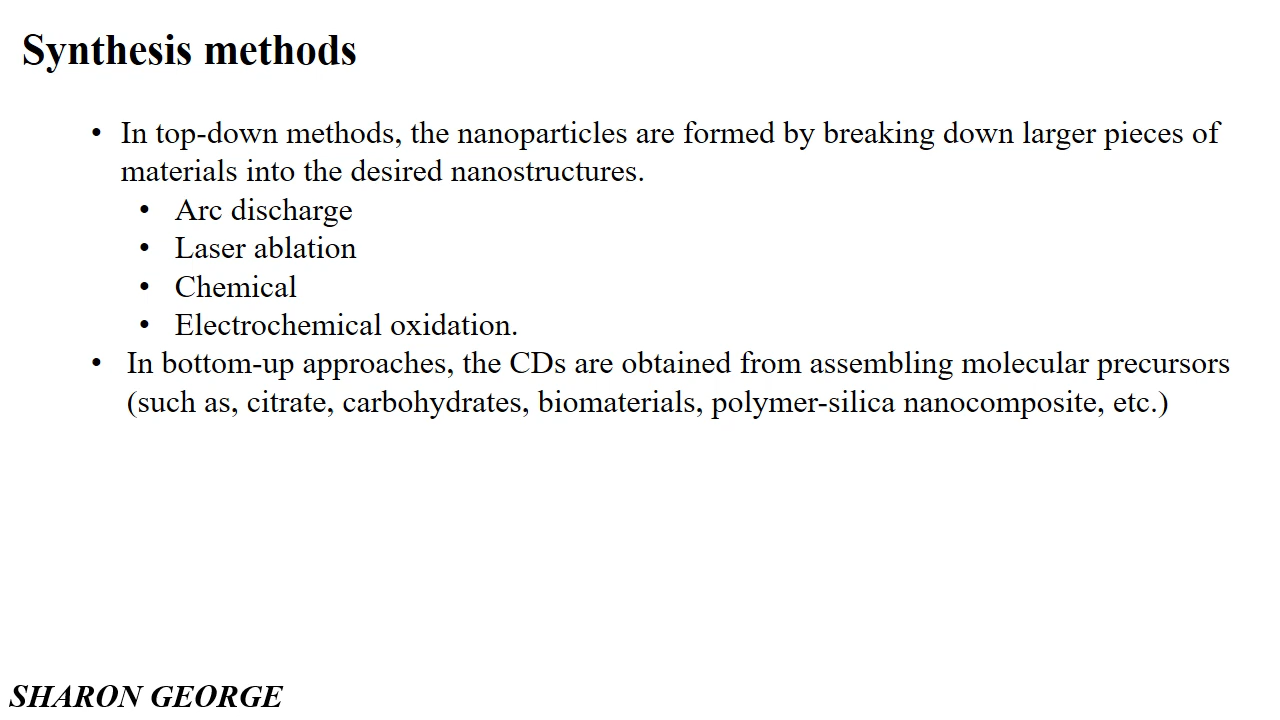 Synthesis methods
• In top-down methods, the nanoparticles are formed by breaking down larger pieces of
materials into the desired nanostructures.
• Arc discharge
• Laser ablation
• Chemical
• Electrochemical oxidation.
• In bottom-up approaches, the CDs are obtained from assembling molecular precursors
(such as, citrate, carbohydrates, biomaterials, polymer-silica nanocomposite, etc.)
SHARON GEORGE